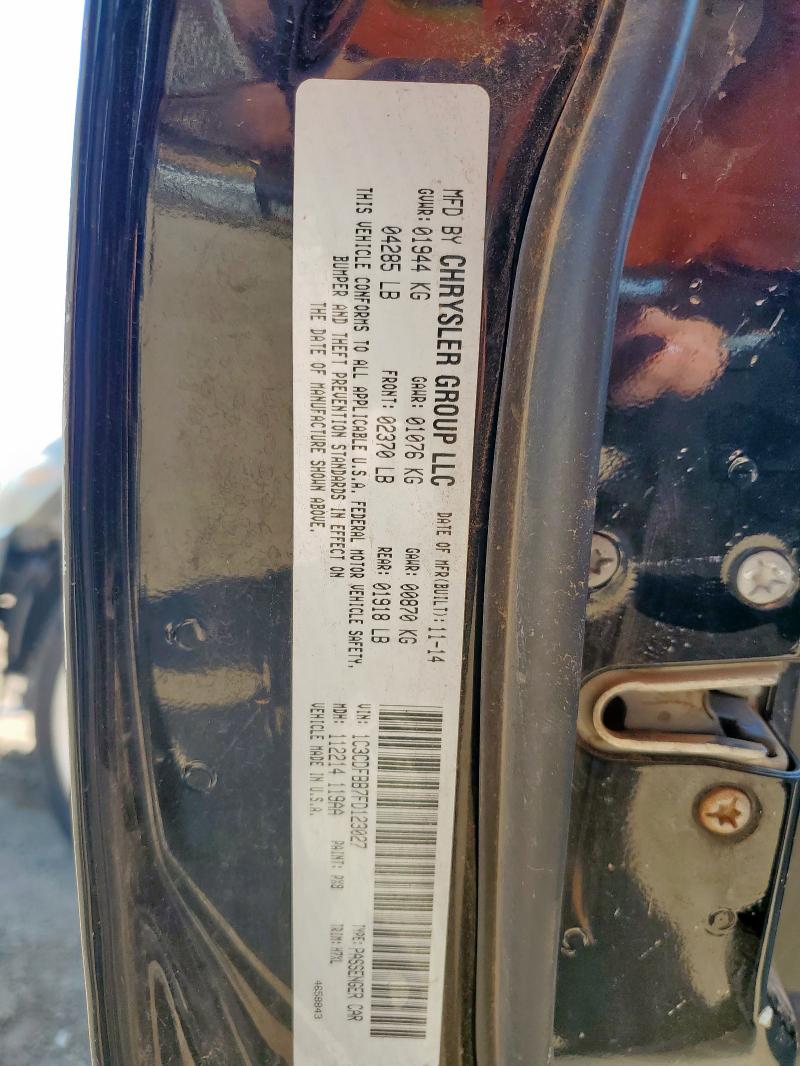 MFD BY CHRYSLER GROUP LLC DATE OF MFR(BUILT): 11-14
GVWR: 01944 KG GAWR: 01076 KG GAWR: 00870 KG
04285 LB FRONT: 02370 LB REAR: 01918 LB
THIS VEHICLE CONFORMS TO ALL APPLICABLE U.S.A. FEDERAL MOTOR VEHICLE SAFETY,
BUMPER AND THEFT PREVENTION STANDARDS IN EFFECT ON
THE DATE OF MANUFACTURE SHOWN ABOVE.
VIN: 1C3CDFBB7FD123027 TYPE: PASSENGER CAR
MDH: 112214 119AA PAINT: PX8 TRIM: H7XL
VEHICLE MADE IN U.S.A. 4658843